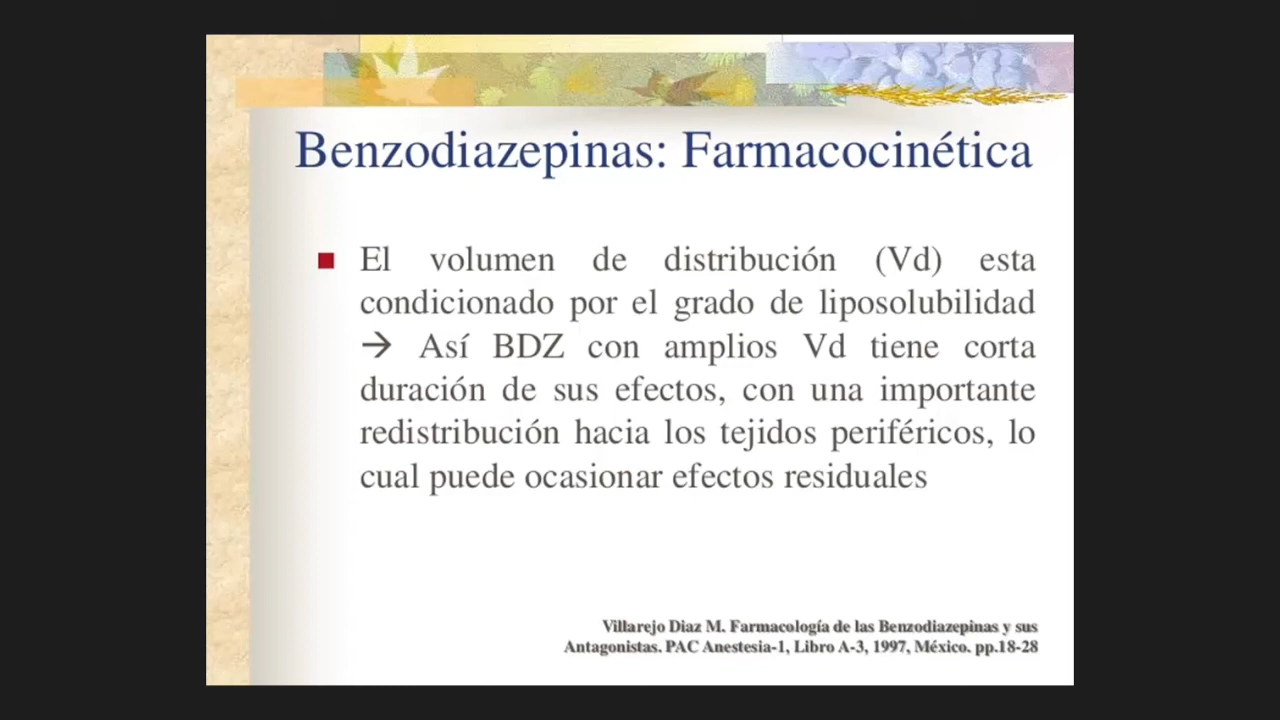 Benzodiazepinas: Farmacocinética
El volumen de distribución (Vd) esta
condicionado por el grado de liposolubilidad
→ Así BDZ con amplios Vd tiene corta
duración de sus efectos, con una importante
redistribución hacia los tejidos periféricos, lo
cual puede ocasionar efectos residuales
Villarejo Diaz M. Farmacología de las Benzodiazepinas y sus
Antagonistas. PAC Anestesia-1, Libro A-3, 1997, México. pp.18-28